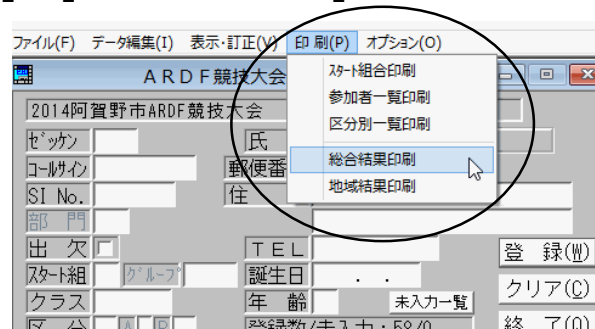 ファイル(F) データ編集(I) 表示・訂正(V) 印 刷(P) オプション(O)
ARDF競技大会
スタート組合印刷
参加者一覧印刷
区分別一覧印刷
総合結果印刷
地域結果印刷
2014阿賀野市ARDF競技大会
ゼッケン 氏
コールサイン 郵便番
SI No. 住
部 門
出 欠 TEL 登 録(W)
スタート組 グループ 誕生日 . .
クラス 年 齢 未入力一覧 クリア(C)
区 分 A B 登録数/未入力:58/0 終 了(Q)